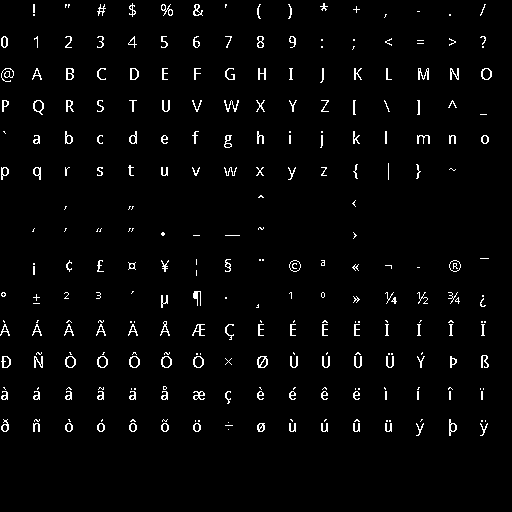 ! " # $ % & ' ( ) * + , - . /
0 1 2 3 4 5 6 7 8 9 : ; < = > ?
@ A B C D E F G H I J K L M N O
P Q R S T U V W X Y Z [ \ ] ^ _
` a b c d e f g h i j k l m n o
p q r s t u v w x y z { | } ~
‚ „ ˆ ‹
‘ ’ “ ” • – — ˜ ›
¡ ¢ £ ¤ ¥ ¦ § ¨ © ª « ¬ - ® ¯
° ± ² ³ ´ µ ¶ · ¸ ¹ º » ¼ ½ ¾ ¿
À Á Â Ã Ä Å Æ Ç È É Ê Ë Ì Í Î Ï
Ð Ñ Ò Ó Ô Õ Ö × Ø Ù Ú Û Ü Ý Þ ß
à á â ã ä å æ ç è é ê ë ì í î ï
ð ñ ò ó ô õ ö ÷ ø ù ú û ü ý þ ÿ